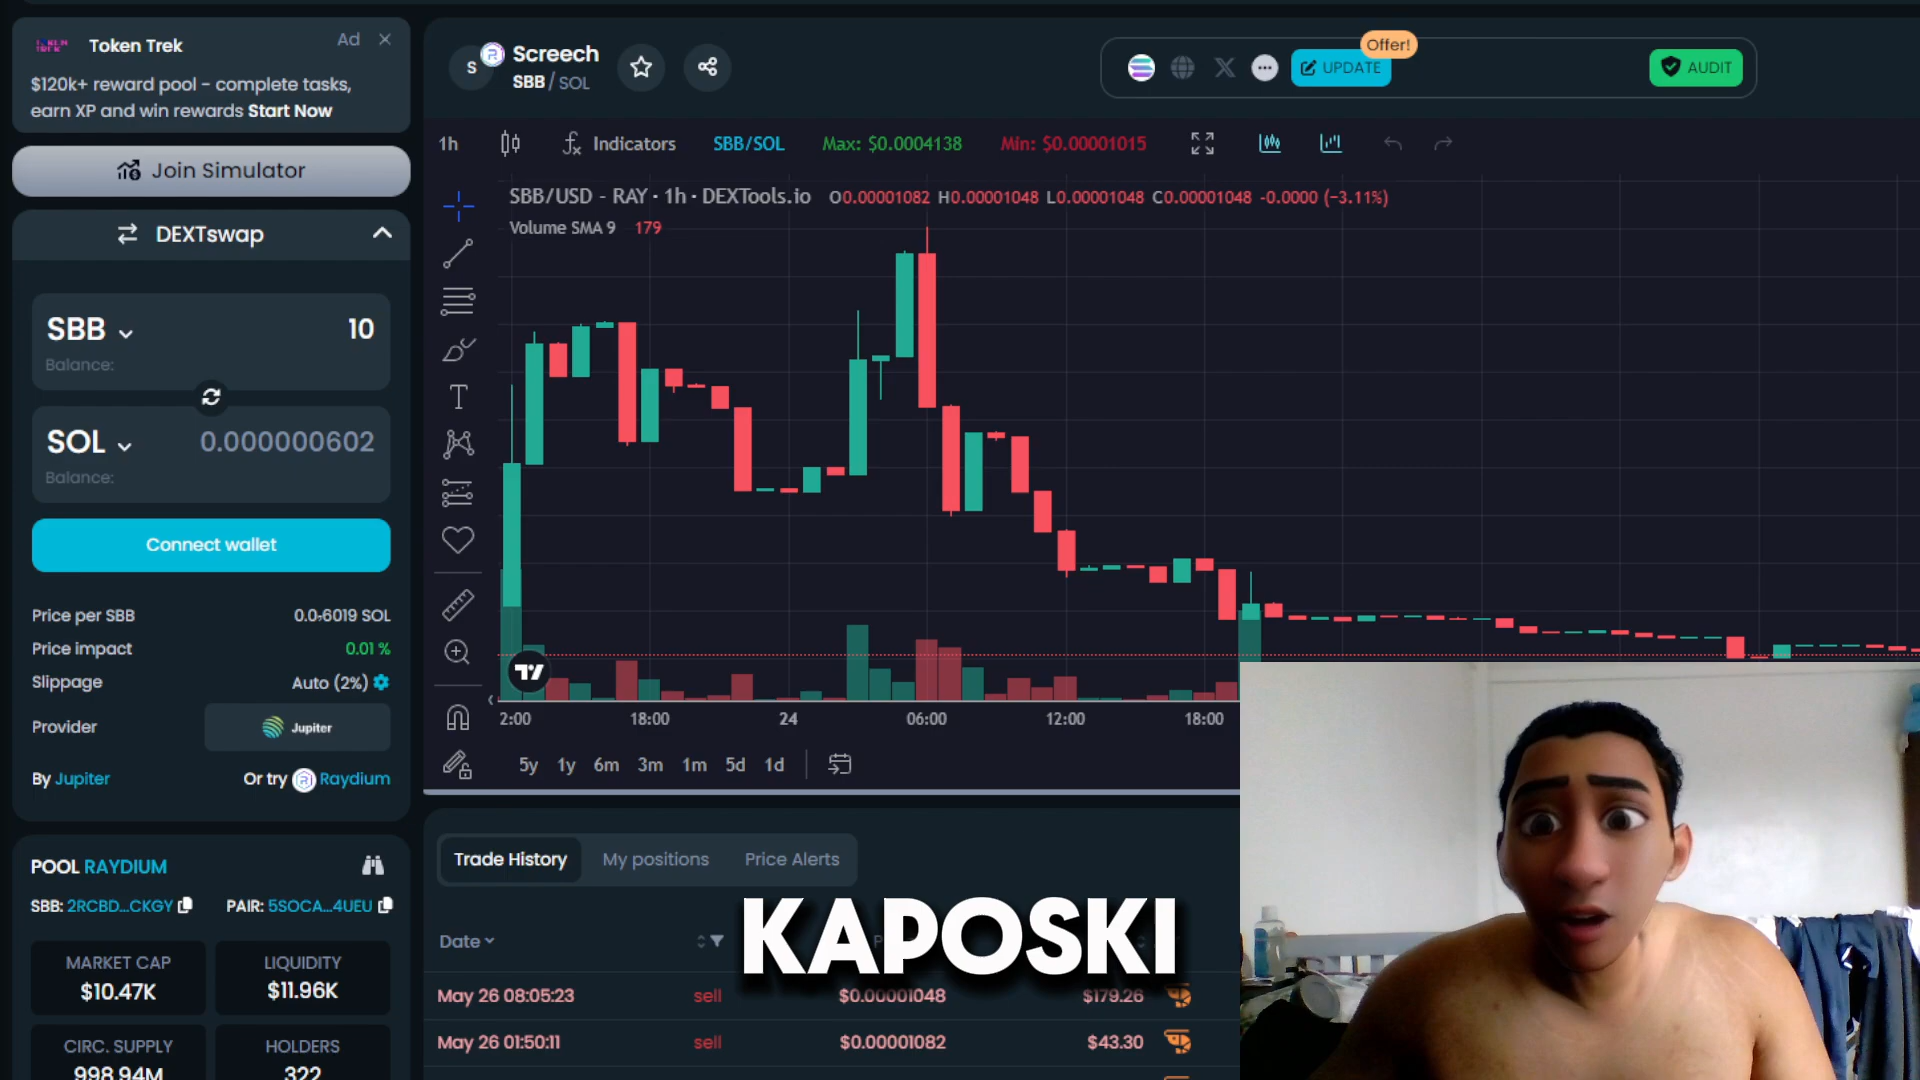 Token Trek
Ad
$120k+ reward pool - complete tasks,
earn XP and win rewards Start Now
Join Simulator
DEXTswap
SBB
10
Balance:
SOL
0.000000602
Balance:
Connect wallet
Price per SBB
0.0₆6019 SOL
Price impact
0.01 %
Slippage
Auto (2%)
Provider
Jupiter
By Jupiter
Or try Raydium
POOL RAYDIUM
SBB: 2RCBD...CKGY
PAIR: 5SOCA...4UEU
MARKET CAP
$10.47K
LIQUIDITY
$11.96K
CIRC. SUPPLY
998.94M
HOLDERS
322
S
Screech
SBB / SOL
Offer!
UPDATE
AUDIT
1h
Indicators
SBB/SOL
Max: $0.0004138
Min: $0.00001015
SBB/USD - RAY · 1h · DEXTools.io O0.00001082 H0.00001048 L0.00001048 C0.00001048 -0.0000 (−3.11%)
Volume SMA 9 179
2:00
18:00
24
06:00
12:00
18:00
5y 1y 6m 3m 1m 5d 1d
Trade History
My positions
Price Alerts
Date
KAPOSKI
May 26 08:05:23 sell $0.00001048 $179.26
May 26 01:50:11 sell $0.00001082 $43.30